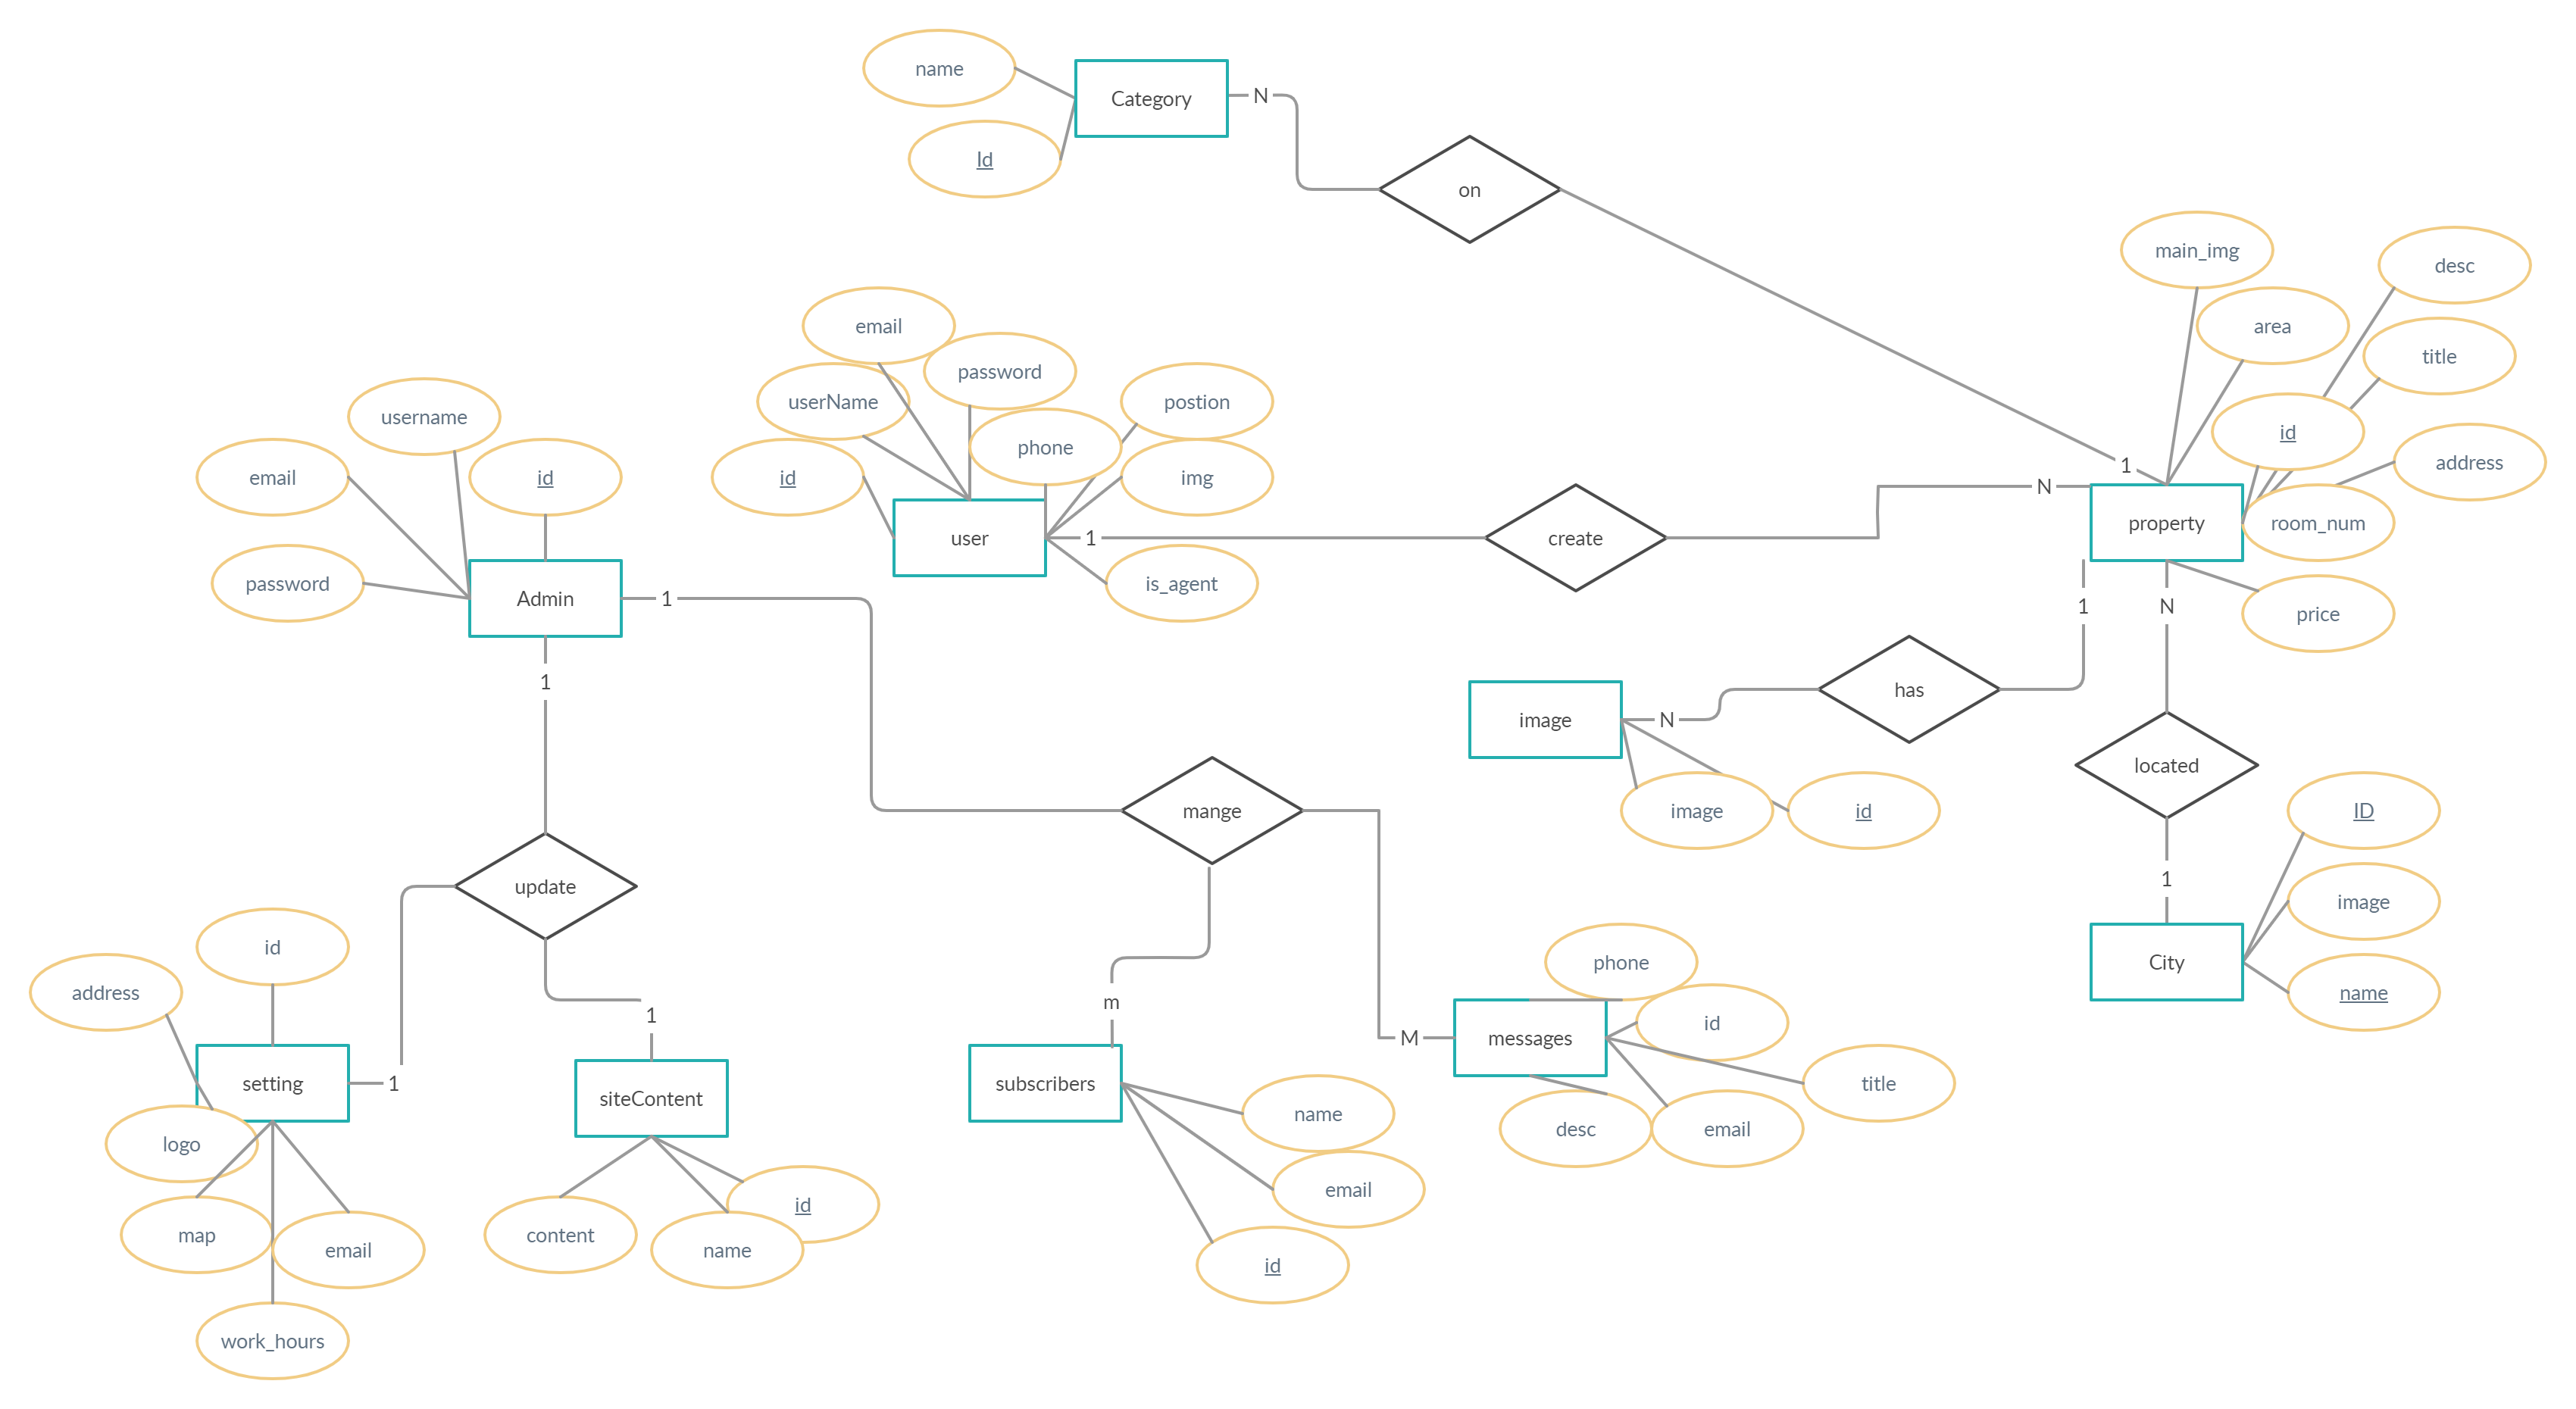 name
Category
N
Id
on
main_img
desc
email
area
title
password
userName
postion
username
id
phone
1
address
email
id
id
img
N
property
room_num
user
1
create
password
is_agent
Admin
1
1
N
price
1
has
image
N
located
mange
image
id
ID
1
update
image
id
phone
City
address
name
m
1
id
M
messages
setting
1
subscribers
title
siteContent
name
desc
email
logo
email
id
map
content
name
email
id
work_hours